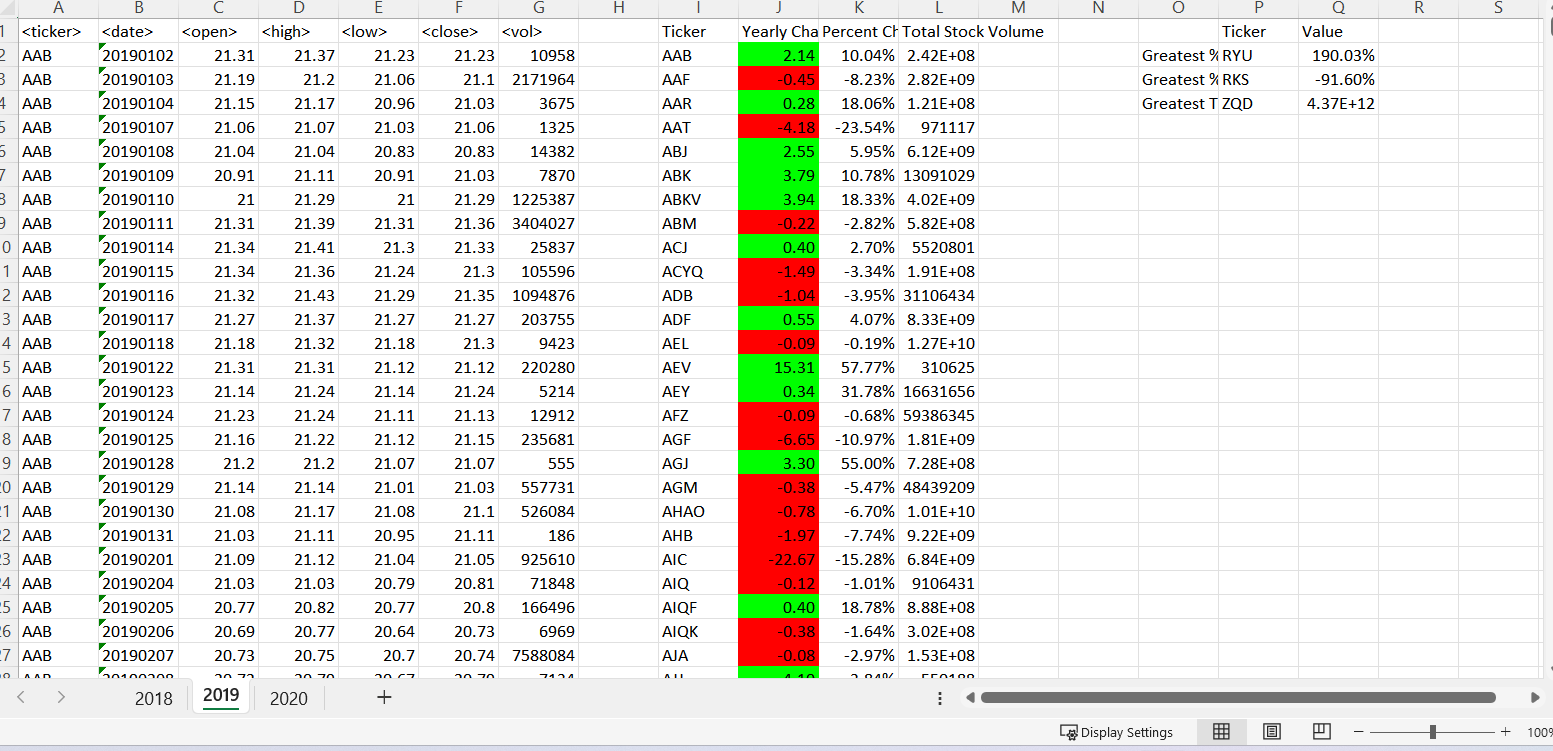 A B C D E F G H I J K L M N O P Q R S
1 <ticker> <date> <open> <high> <low> <close> <vol> Ticker Yearly Cha Percent Ch Total Stock Volume Ticker Value
2 AAB 20190102 21.31 21.37 21.23 21.23 10958 AAB 2.14 10.04% 2.42E+08 Greatest % RYU 190.03%
3 AAB 20190103 21.19 21.2 21.06 21.1 2171964 AAF -0.45 -8.23% 2.82E+09 Greatest % RKS -91.60%
4 AAB 20190104 21.15 21.17 20.96 21.03 3675 AAR 0.28 18.06% 1.21E+08 Greatest T ZQD 4.37E+12
5 AAB 20190107 21.06 21.07 21.03 21.06 1325 AAT -4.18 -23.54% 971117
6 AAB 20190108 21.04 21.04 20.83 20.83 14382 ABJ 2.55 5.95% 6.12E+09
7 AAB 20190109 20.91 21.11 20.91 21.03 7870 ABK 3.79 10.78% 13091029
8 AAB 20190110 21 21.29 21 21.29 1225387 ABKV 3.94 18.33% 4.02E+09
9 AAB 20190111 21.31 21.39 21.31 21.36 3404027 ABM -0.22 -2.82% 5.82E+08
0 AAB 20190114 21.34 21.41 21.3 21.33 25837 ACJ 0.40 2.70% 5520801
1 AAB 20190115 21.34 21.36 21.24 21.3 105596 ACYQ -1.49 -3.34% 1.91E+08
2 AAB 20190116 21.32 21.43 21.29 21.35 1094876 ADB -1.04 -3.95% 31106434
3 AAB 20190117 21.27 21.37 21.27 21.27 203755 ADF 0.55 4.07% 8.33E+09
4 AAB 20190118 21.18 21.32 21.18 21.3 9423 AEL -0.09 -0.19% 1.27E+10
5 AAB 20190122 21.31 21.31 21.12 21.12 220280 AEV 15.31 57.77% 310625
6 AAB 20190123 21.14 21.24 21.14 21.24 5214 AEY 0.34 31.78% 16631656
7 AAB 20190124 21.23 21.24 21.11 21.13 12912 AFZ -0.09 -0.68% 59386345
8 AAB 20190125 21.16 21.22 21.12 21.15 235681 AGF -6.65 -10.97% 1.81E+09
9 AAB 20190128 21.2 21.2 21.07 21.07 555 AGJ 3.30 55.00% 7.28E+08
20 AAB 20190129 21.14 21.14 21.01 21.03 557731 AGM -0.38 -5.47% 48439209
21 AAB 20190130 21.08 21.17 21.08 21.1 526084 AHAO -0.78 -6.70% 1.01E+10
22 AAB 20190131 21.03 21.11 20.95 21.11 186 AHB -1.97 -7.74% 9.22E+09
23 AAB 20190201 21.09 21.12 21.04 21.05 925610 AIC -22.67 -15.28% 6.84E+09
24 AAB 20190204 21.03 21.03 20.79 20.81 71848 AIQ -0.12 -1.01% 9106431
25 AAB 20190205 20.77 20.82 20.77 20.8 166496 AIQF 0.40 18.78% 8.88E+08
26 AAB 20190206 20.69 20.77 20.64 20.73 6969 AIQK -0.38 -1.64% 3.02E+08
27 AAB 20190207 20.73 20.75 20.7 20.74 7588084 AJA -0.08 -2.97% 1.53E+08
2018 2019 2020
Display Settings 100%